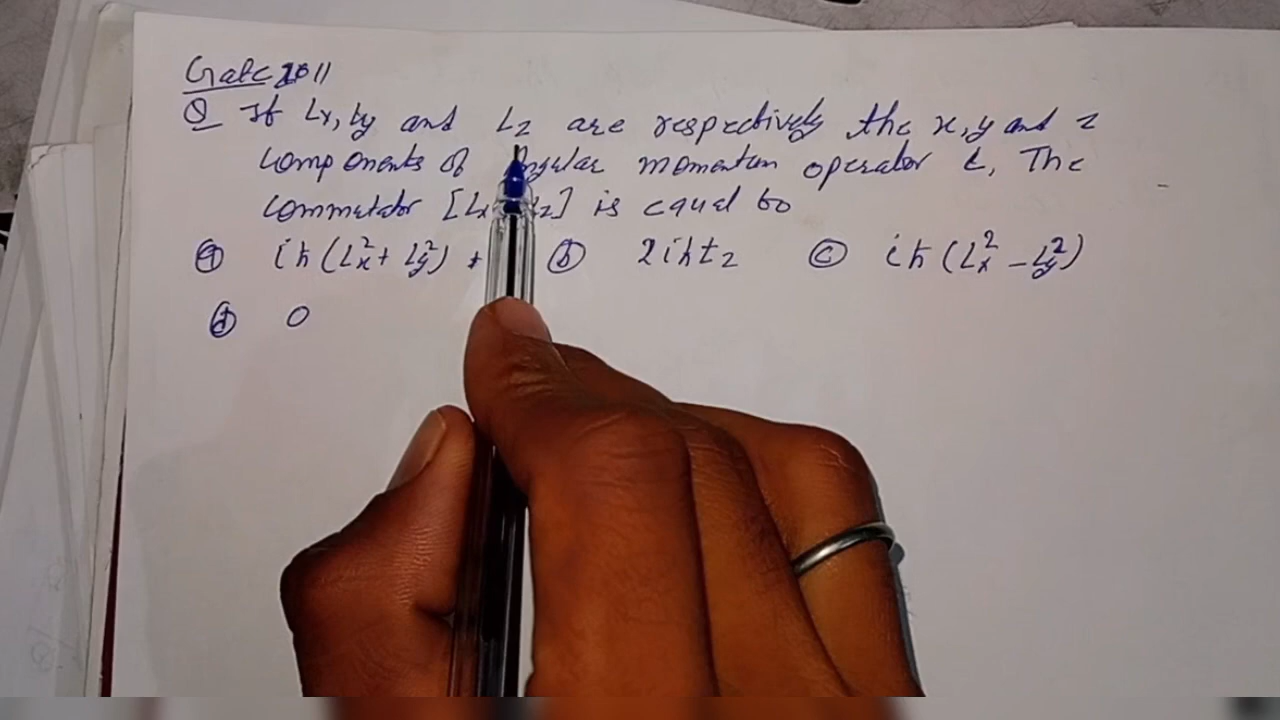 Gate 2011
Q If Lx, Ly and Lz are respectively the x, y and z
components of angular momentum operator L, The
commutator [Lx Lz] is equal to
(a) iħ(Lx² + Ly²) (b) 2iħLz (c) iħ(Lx² - Ly²)
(d) 0